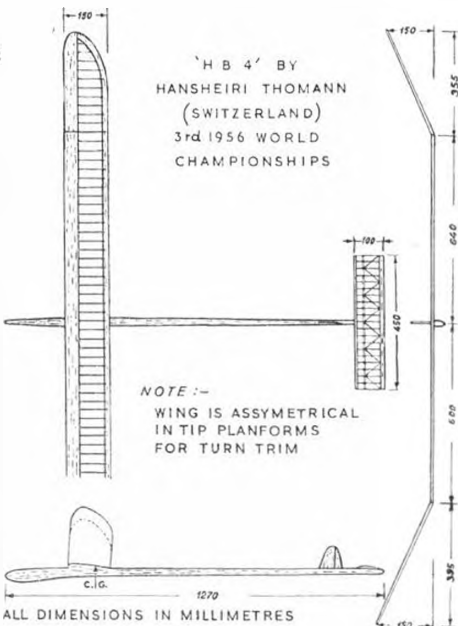 150
150
355
'H B 4' BY
HANSHEIRI THOMANN
(SWITZERLAND)
3rd 1956 WORLD
CHAMPIONSHIPS
640
100
450
NOTE :-
WING IS ASSYMETRICAL
IN TIP PLANFORMS
FOR TURN TRIM
600
C.G.
395
1270
ALL DIMENSIONS IN MILLIMETRES
150